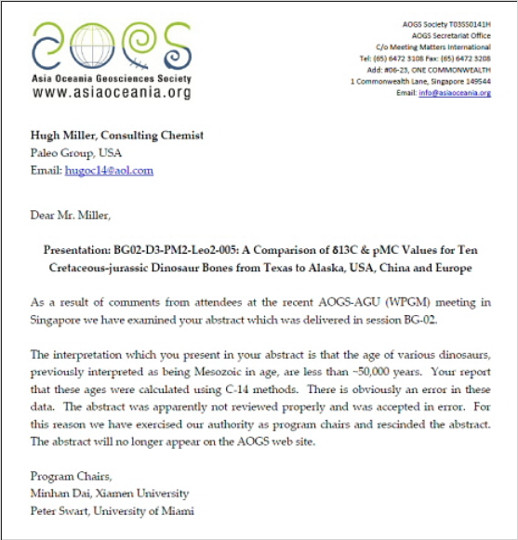 AOGS
Asia Oceania Geosciences Society
www.asiaoceania.org
AOGS Society T03SS0141H
AOGS Secretariat Office
C/o Meeting Matters International
Tel: (65) 6472 3108 Fax: (65) 6472 3208
Add: #06-23, ONE COMMONWEALTH
1 Commonwealth Lane, Singapore 149544
Email: info@asiaoceania.org
Hugh Miller, Consulting Chemist
Paleo Group, USA
Email: hugoc14@aol.com
Dear Mr. Miller,
Presentation: BG02-D3-PM2-Leo2-005: A Comparison of δ13C & pMC Values for Ten
Cretaceous-jurassic Dinosaur Bones from Texas to Alaska, USA, China and Europe
As a result of comments from attendees at the recent AOGS-AGU (WPGM) meeting in
Singapore we have examined your abstract which was delivered in session BG-02.
The interpretation which you present in your abstract is that the age of various dinosaurs,
previously interpreted as being Mesozoic in age, are less than ~50,000 years. Your report
that these ages were calculated using C-14 methods. There is obviously an error in these
data. The abstract was apparently not reviewed properly and was accepted in error. For
this reason we have exercised our authority as program chairs and rescinded the abstract.
The abstract will no longer appear on the AOGS web site.
Program Chairs,
Minhan Dai, Xiamen University
Peter Swart, University of Miami